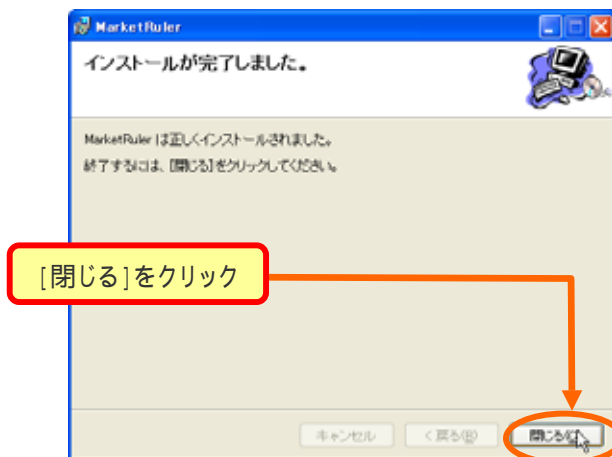 MarketRuler
インストールが完了しました。
MarketRuler は正しくインストールされました。
終了するには、[閉じる]をクリックしてください。
[閉じる]をクリック
キャンセル
< 戻る(B)
閉じる(C)